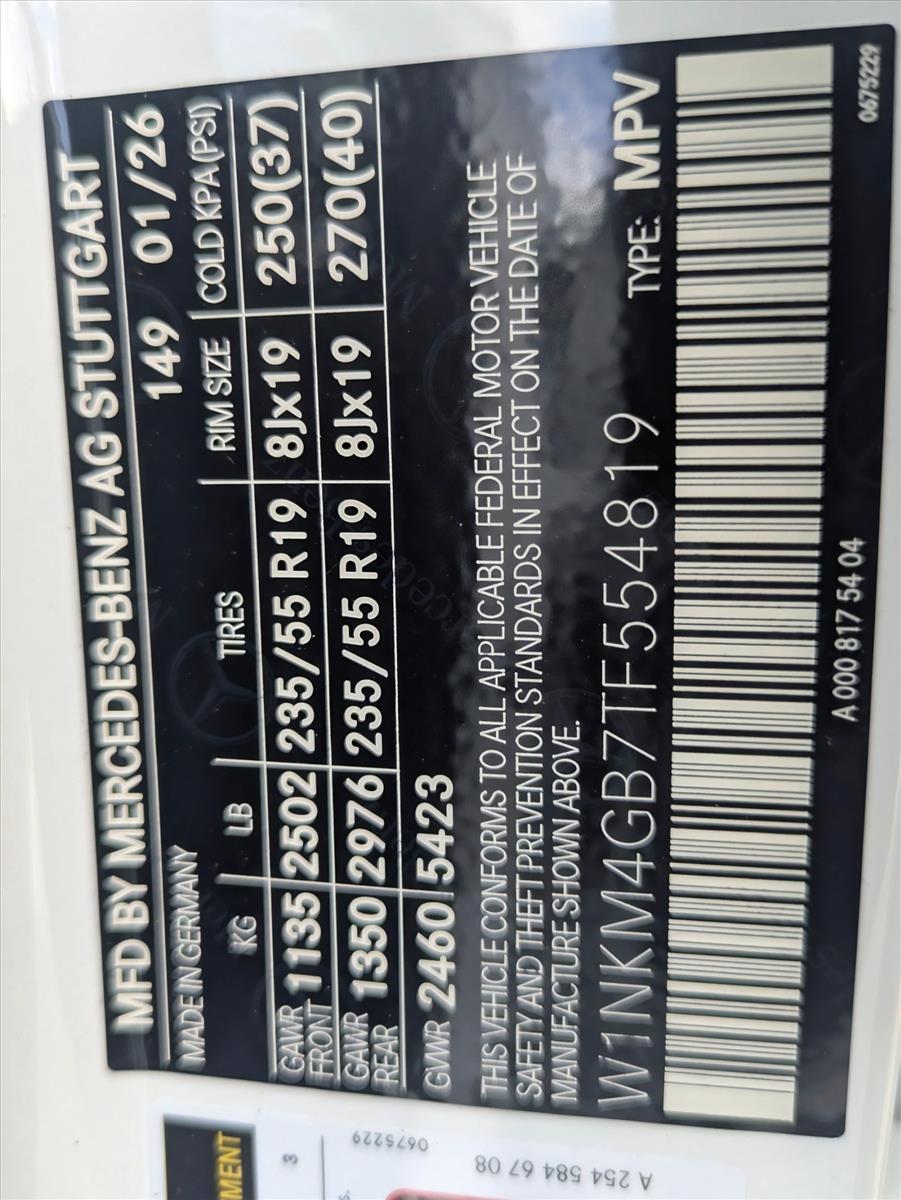 MFD BY MERCEDES-BENZ AG STUTTGART
MADE IN GERMANY 149 01/26
KG LB TIRES RIM SIZE COLD KPA(PSI)
GAWR FRONT 1135 2502 235/55 R19 8Jx19 250(37)
GAWR REAR 1350 2976 235/55 R19 8Jx19 270(40)
GVWR 2460 5423
THIS VEHICLE CONFORMS TO ALL APPLICABLE FEDERAL MOTOR VEHICLE
SAFETY AND THEFT PREVENTION STANDARDS IN EFFECT ON THE DATE OF
MANUFACTURE SHOWN ABOVE.
TYPE: MPV
W1NKM4GB7TF554819
A 000 817 54 04
0675229
MENT
3
s.
0675229
A 254 584 67 08